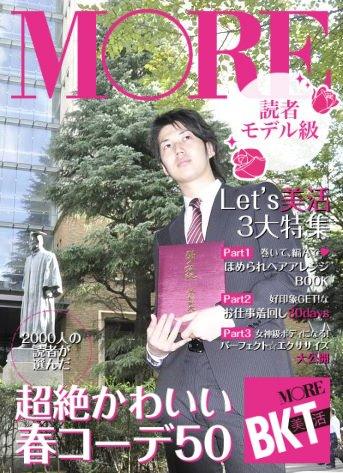 MORE
読者
モデル級
Let's美活
3大特集
Part1 巻いて、編んで♥
ほめられヘアアレンジ
BOOK
Part2 好印象GET!な
お仕事着回し30days
Part3 女神級ボディになる!
パーフェクト☆エクササイズ
大公開
2000人の
読者が
選んだ
超絶かわいい
春コーデ50
MORE
BKT
美活